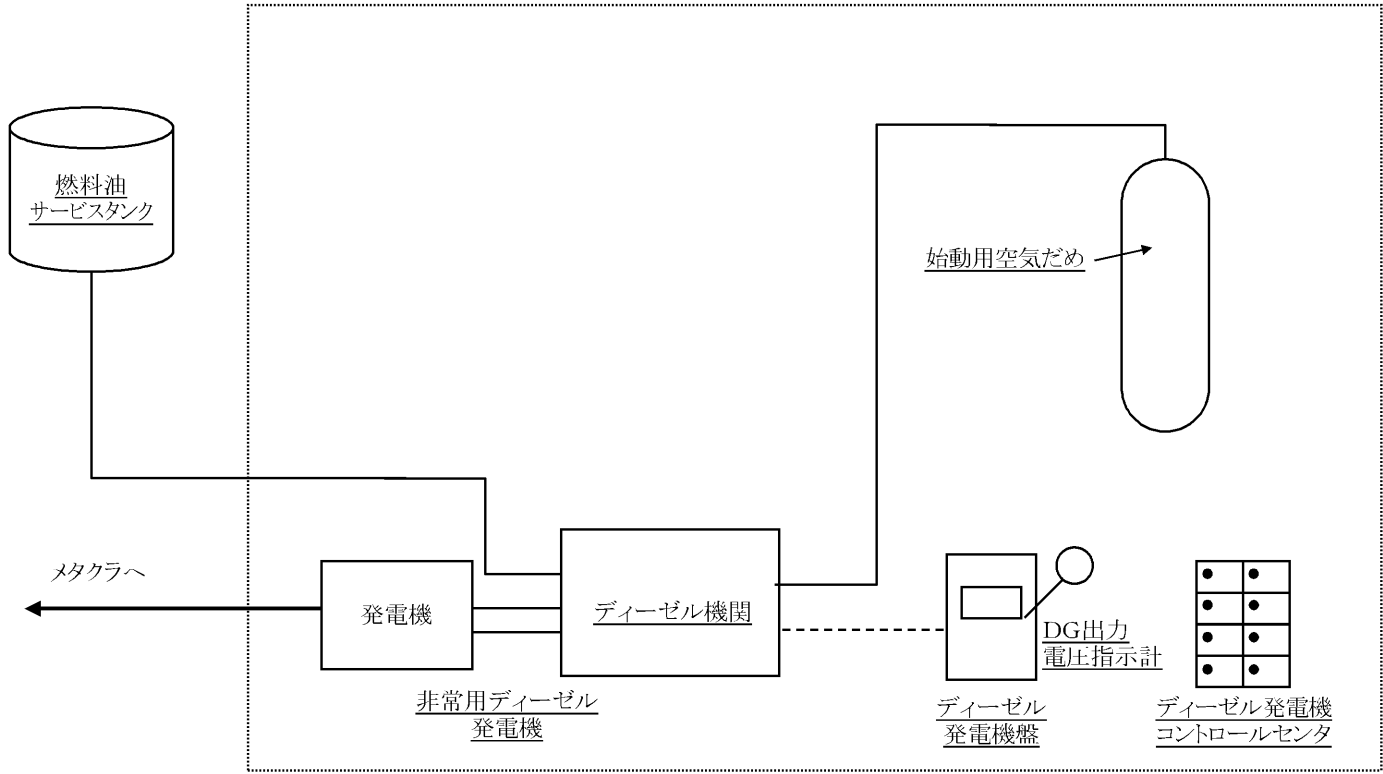 燃料油
サービスタンク
始動用空気だめ
メタクラへ
発電機
ディーゼル機関
非常用ディーゼル
発電機
DG出力
電圧指示計
ディーゼル
発電機盤
ディーゼル発電機
コントロールセンタ